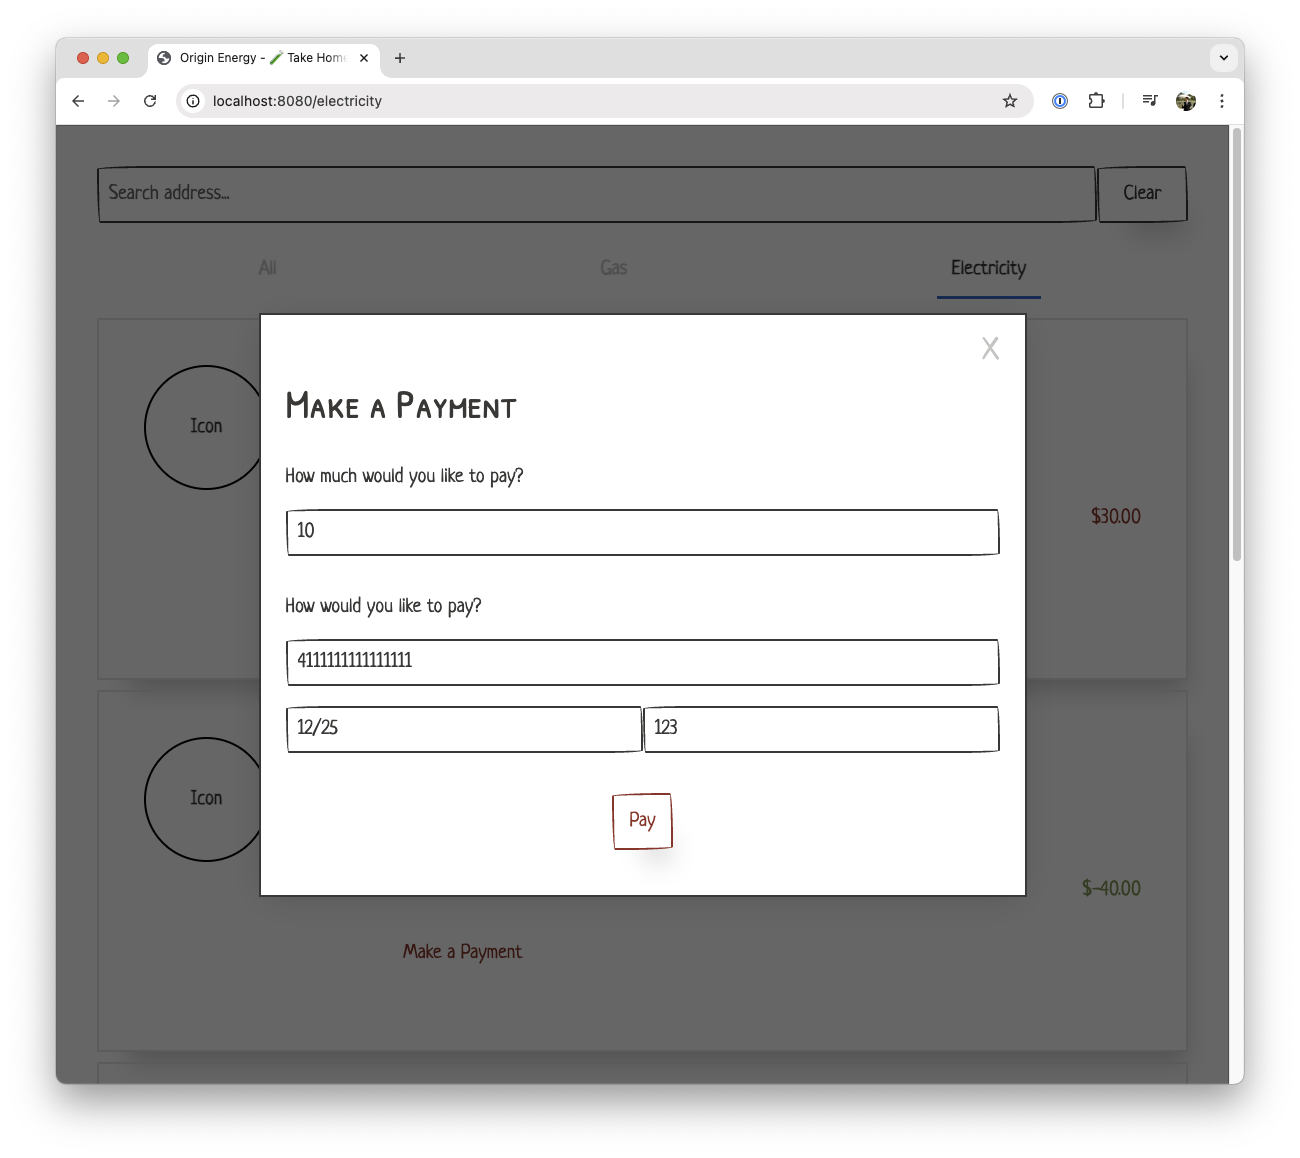 Origin Energy - Take Home
localhost:8080/electricity
Search address...
Clear
All
Gas
Electricity
X
Make a Payment
Icon
How much would you like to pay?
10
$30.00
How would you like to pay?
4111111111111111
12/25
123
Icon
Pay
$-40.00
Make a Payment